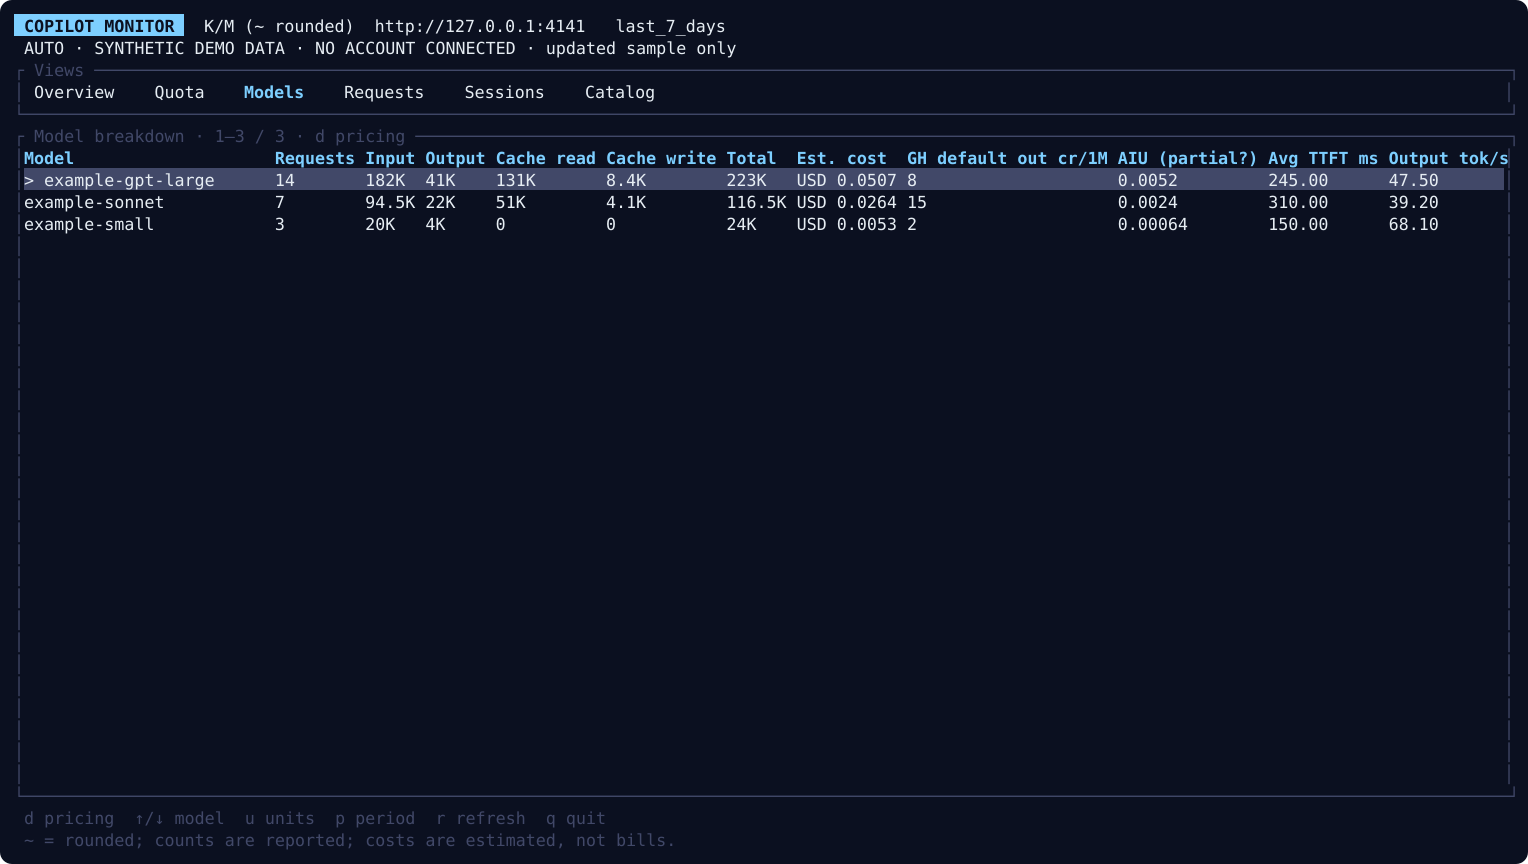 COPILOT MONITOR K/M (~ rounded) http://127.0.0.1:4141 last_7_days
AUTO · SYNTHETIC DEMO DATA · NO ACCOUNT CONNECTED · updated sample only
Views
Overview Quota Models Requests Sessions Catalog
Model breakdown · 1–3 / 3 · d pricing
Model Requests Input Output Cache read Cache write Total Est. cost GH default out cr/1M AIU (partial?) Avg TTFT ms Output tok/s
> example-gpt-large 14 182K 41K 131K 8.4K 223K USD 0.0507 8 0.0052 245.00 47.50
example-sonnet 7 94.5K 22K 51K 4.1K 116.5K USD 0.0264 15 0.0024 310.00 39.20
example-small 3 20K 4K 0 0 24K USD 0.0053 2 0.00064 150.00 68.10
d pricing ↑/↓ model u units p period r refresh q quit
~ = rounded; counts are reported; costs are estimated, not bills.